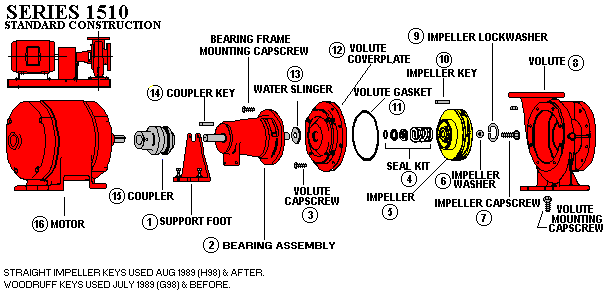 SERIES 1510
STANDARD CONSTRUCTION
BEARING FRAME
MOUNTING CAPSCREW
14 COUPLER KEY
13
WATER SLINGER
12 VOLUTE
COVERPLATE
VOLUTE GASKET
11
9 IMPELLER LOCKWASHER
10
IMPELLER KEY
VOLUTE 8
SEAL KIT
4
IMPELLER
5
6 IMPELLER
WASHER
IMPELLER CAPSCREW
7
VOLUTE
MOUNTING
CAPSCREW
VOLUTE
CAPSCREW
3
15 COUPLER
1 SUPPORT FOOT
16 MOTOR
2 BEARING ASSEMBLY
STRAIGHT IMPELLER KEYS USED AUG 1989 (H98) & AFTER.
WOODRUFF KEYS USED JULY 1989 (G98) & BEFORE.